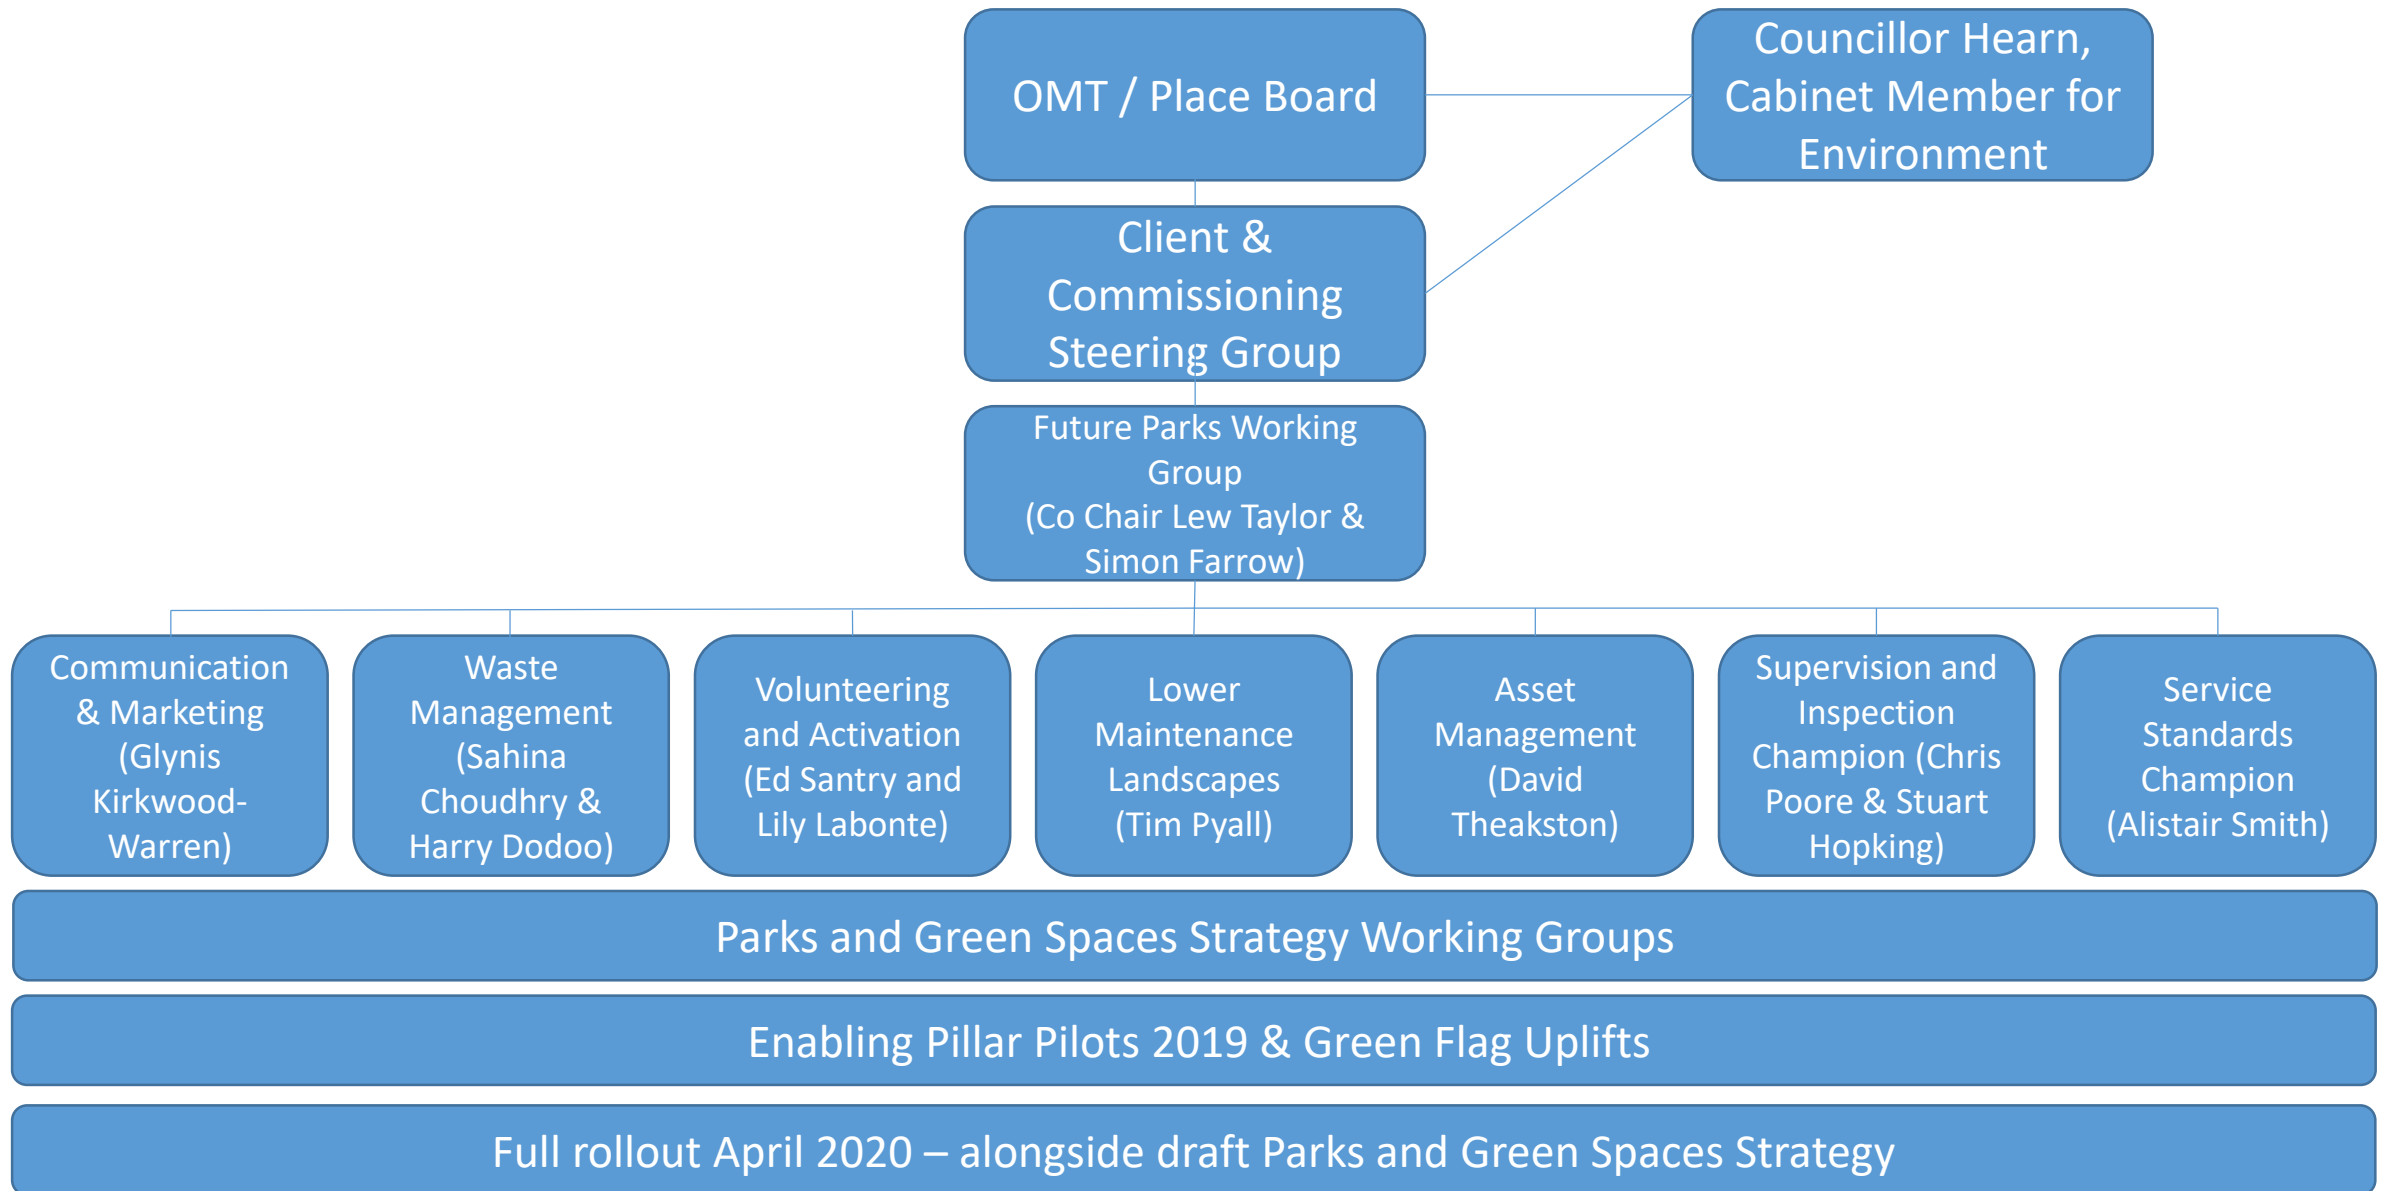 OMT / Place Board
Councillor Hearn,
Cabinet Member for
Environment
Client &
Commissioning
Steering Group
Future Parks Working
Group
(Co Chair Lew Taylor &
Simon Farrow)
Communication
& Marketing
(Glynis
Kirkwood-
Warren)
Waste
Management
(Sahina
Choudhry &
Harry Dodoo)
Volunteering
and Activation
(Ed Santry and
Lily Labonte)
Lower
Maintenance
Landscapes
(Tim Pyall)
Asset
Management
(David
Theakston)
Supervision and
Inspection
Champion (Chris
Poore & Stuart
Hopking)
Service
Standards
Champion
(Alistair Smith)
Parks and Green Spaces Strategy Working Groups
Enabling Pillar Pilots 2019 & Green Flag Uplifts
Full rollout April 2020 – alongside draft Parks and Green Spaces Strategy